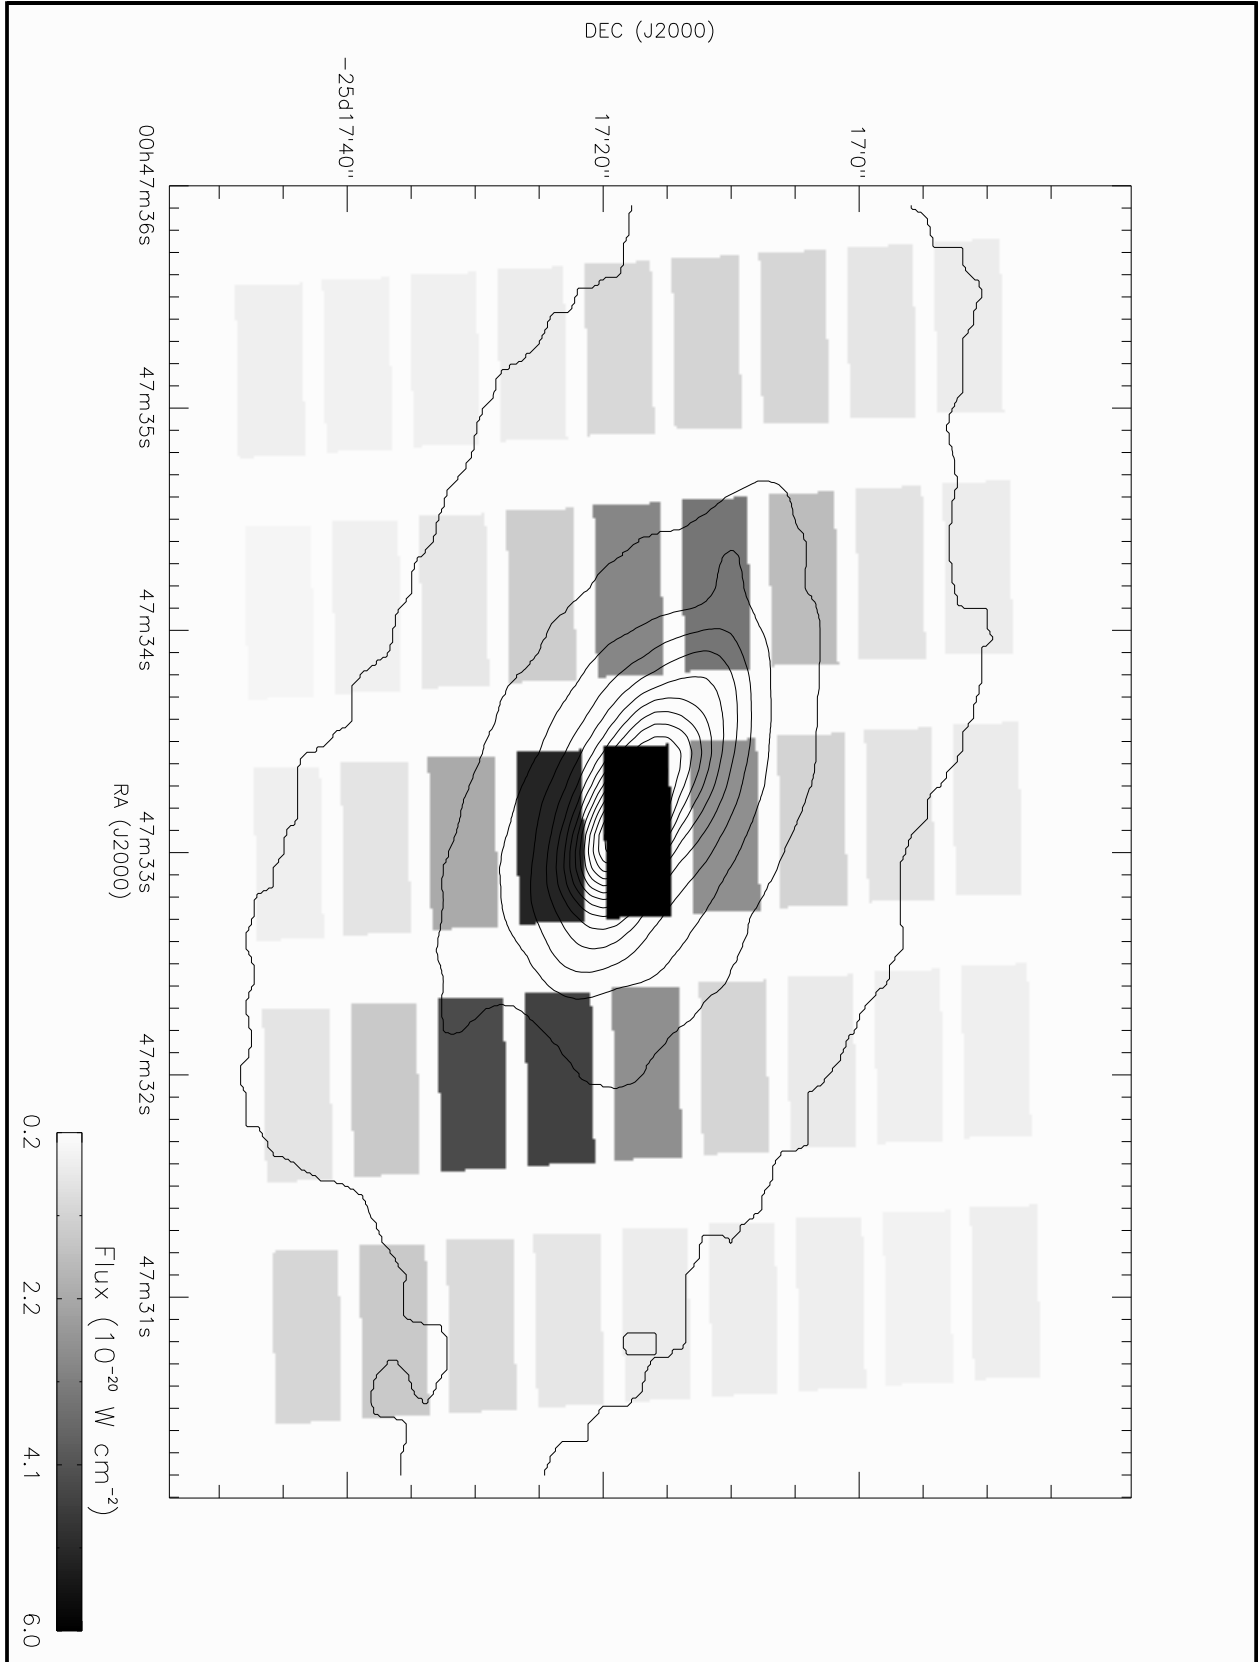 DEC (J2000)
-25d17'40"
17'20"
17'0"
00h47m36s
47m35s
47m34s
47m33s
47m32s
47m31s
RA (J2000)
Flux (10⁻²⁰ W cm⁻²)
0.2
2.2
4.1
6.0